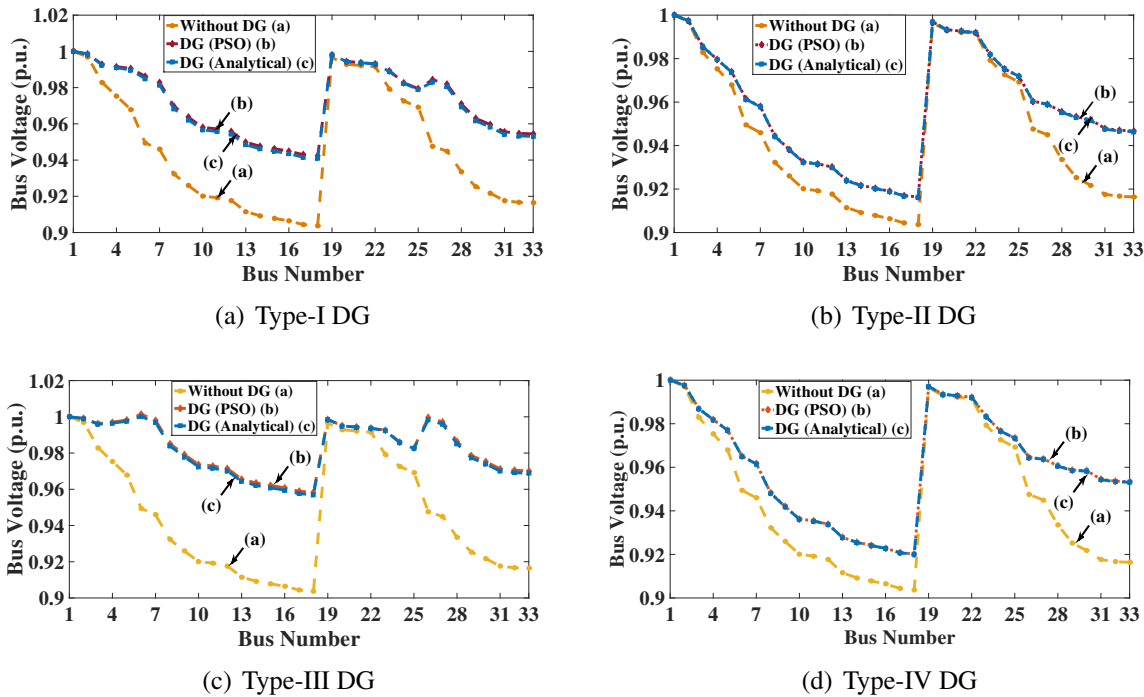 1.02
1
0.98
0.96
0.94
0.92
0.9
Bus Voltage (p.u.)
Without DG (a)
DG (PSO) (b)
DG (Analytical) (c)
(b)
(c)
(a)
1 4 7 10 13 16 19 22 25 28 31 33
Bus Number
(a) Type-I DG
1
0.98
0.96
0.94
0.92
0.9
Bus Voltage (p.u.)
Without DG (a)
DG (PSO) (b)
DG (Analytical) (c)
(b)
(c)
(a)
1 4 7 10 13 16 19 22 25 28 31 33
Bus Number
(b) Type-II DG
1.02
1
0.98
0.96
0.94
0.92
0.9
Bus Voltage (p.u.)
Without DG (a)
DG (PSO) (b)
DG (Analytical) (c)
(b)
(c)
(a)
1 4 7 10 13 16 19 22 25 28 31 33
Bus Number
(c) Type-III DG
1
0.98
0.96
0.94
0.92
0.9
Bus Voltage (p.u.)
Without DG (a)
DG (PSO) (b)
DG (Analytical) (c)
(b)
(c)
(a)
1 4 7 10 13 16 19 22 25 28 31 33
Bus Number
(d) Type-IV DG